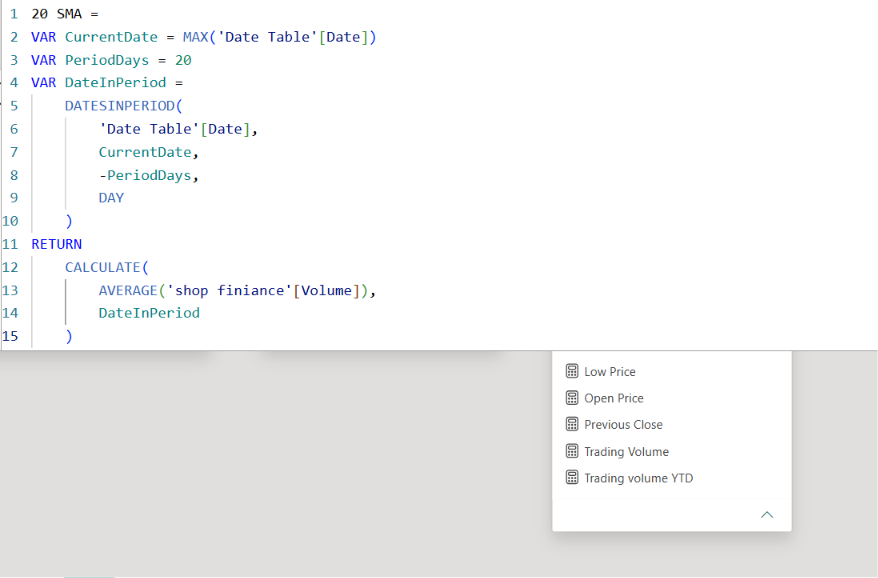 1 20 SMA =
2 VAR CurrentDate = MAX('Date Table'[Date])
3 VAR PeriodDays = 20
4 VAR DateInPeriod =
5 DATESINPERIOD(
6 'Date Table'[Date],
7 CurrentDate,
8 -PeriodDays,
9 DAY
10 )
11 RETURN
12 CALCULATE(
13 AVERAGE('shop finiance'[Volume]),
14 DateInPeriod
15 )
Low Price
Open Price
Previous Close
Trading Volume
Trading volume YTD